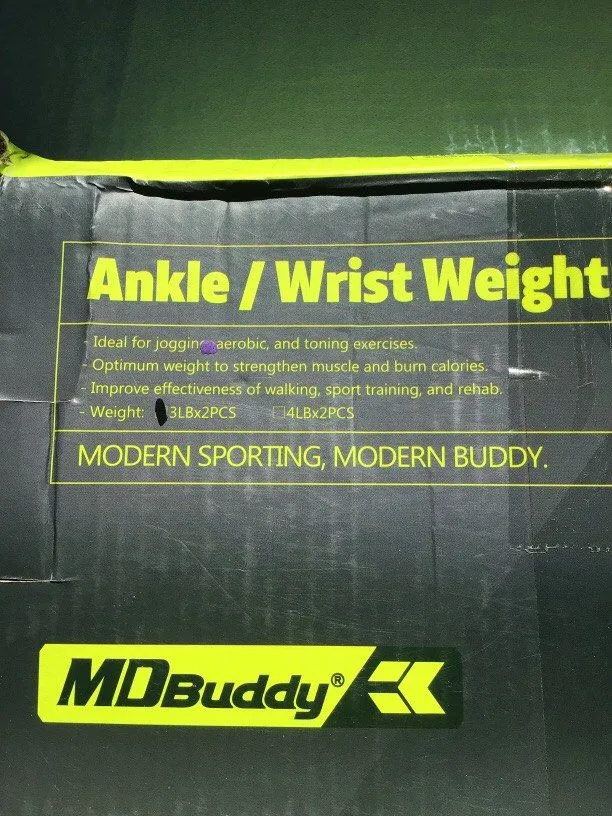 Ankle / Wrist Weight
- Ideal for jogging aerobic, and toning exercises.
- Optimum weight to strengthen muscle and burn calories.
- Improve effectiveness of walking, sport training, and rehab.
- Weight: 3LBx2PCS □4LBx2PCS
MODERN SPORTING, MODERN BUDDY.
MDBuddy®